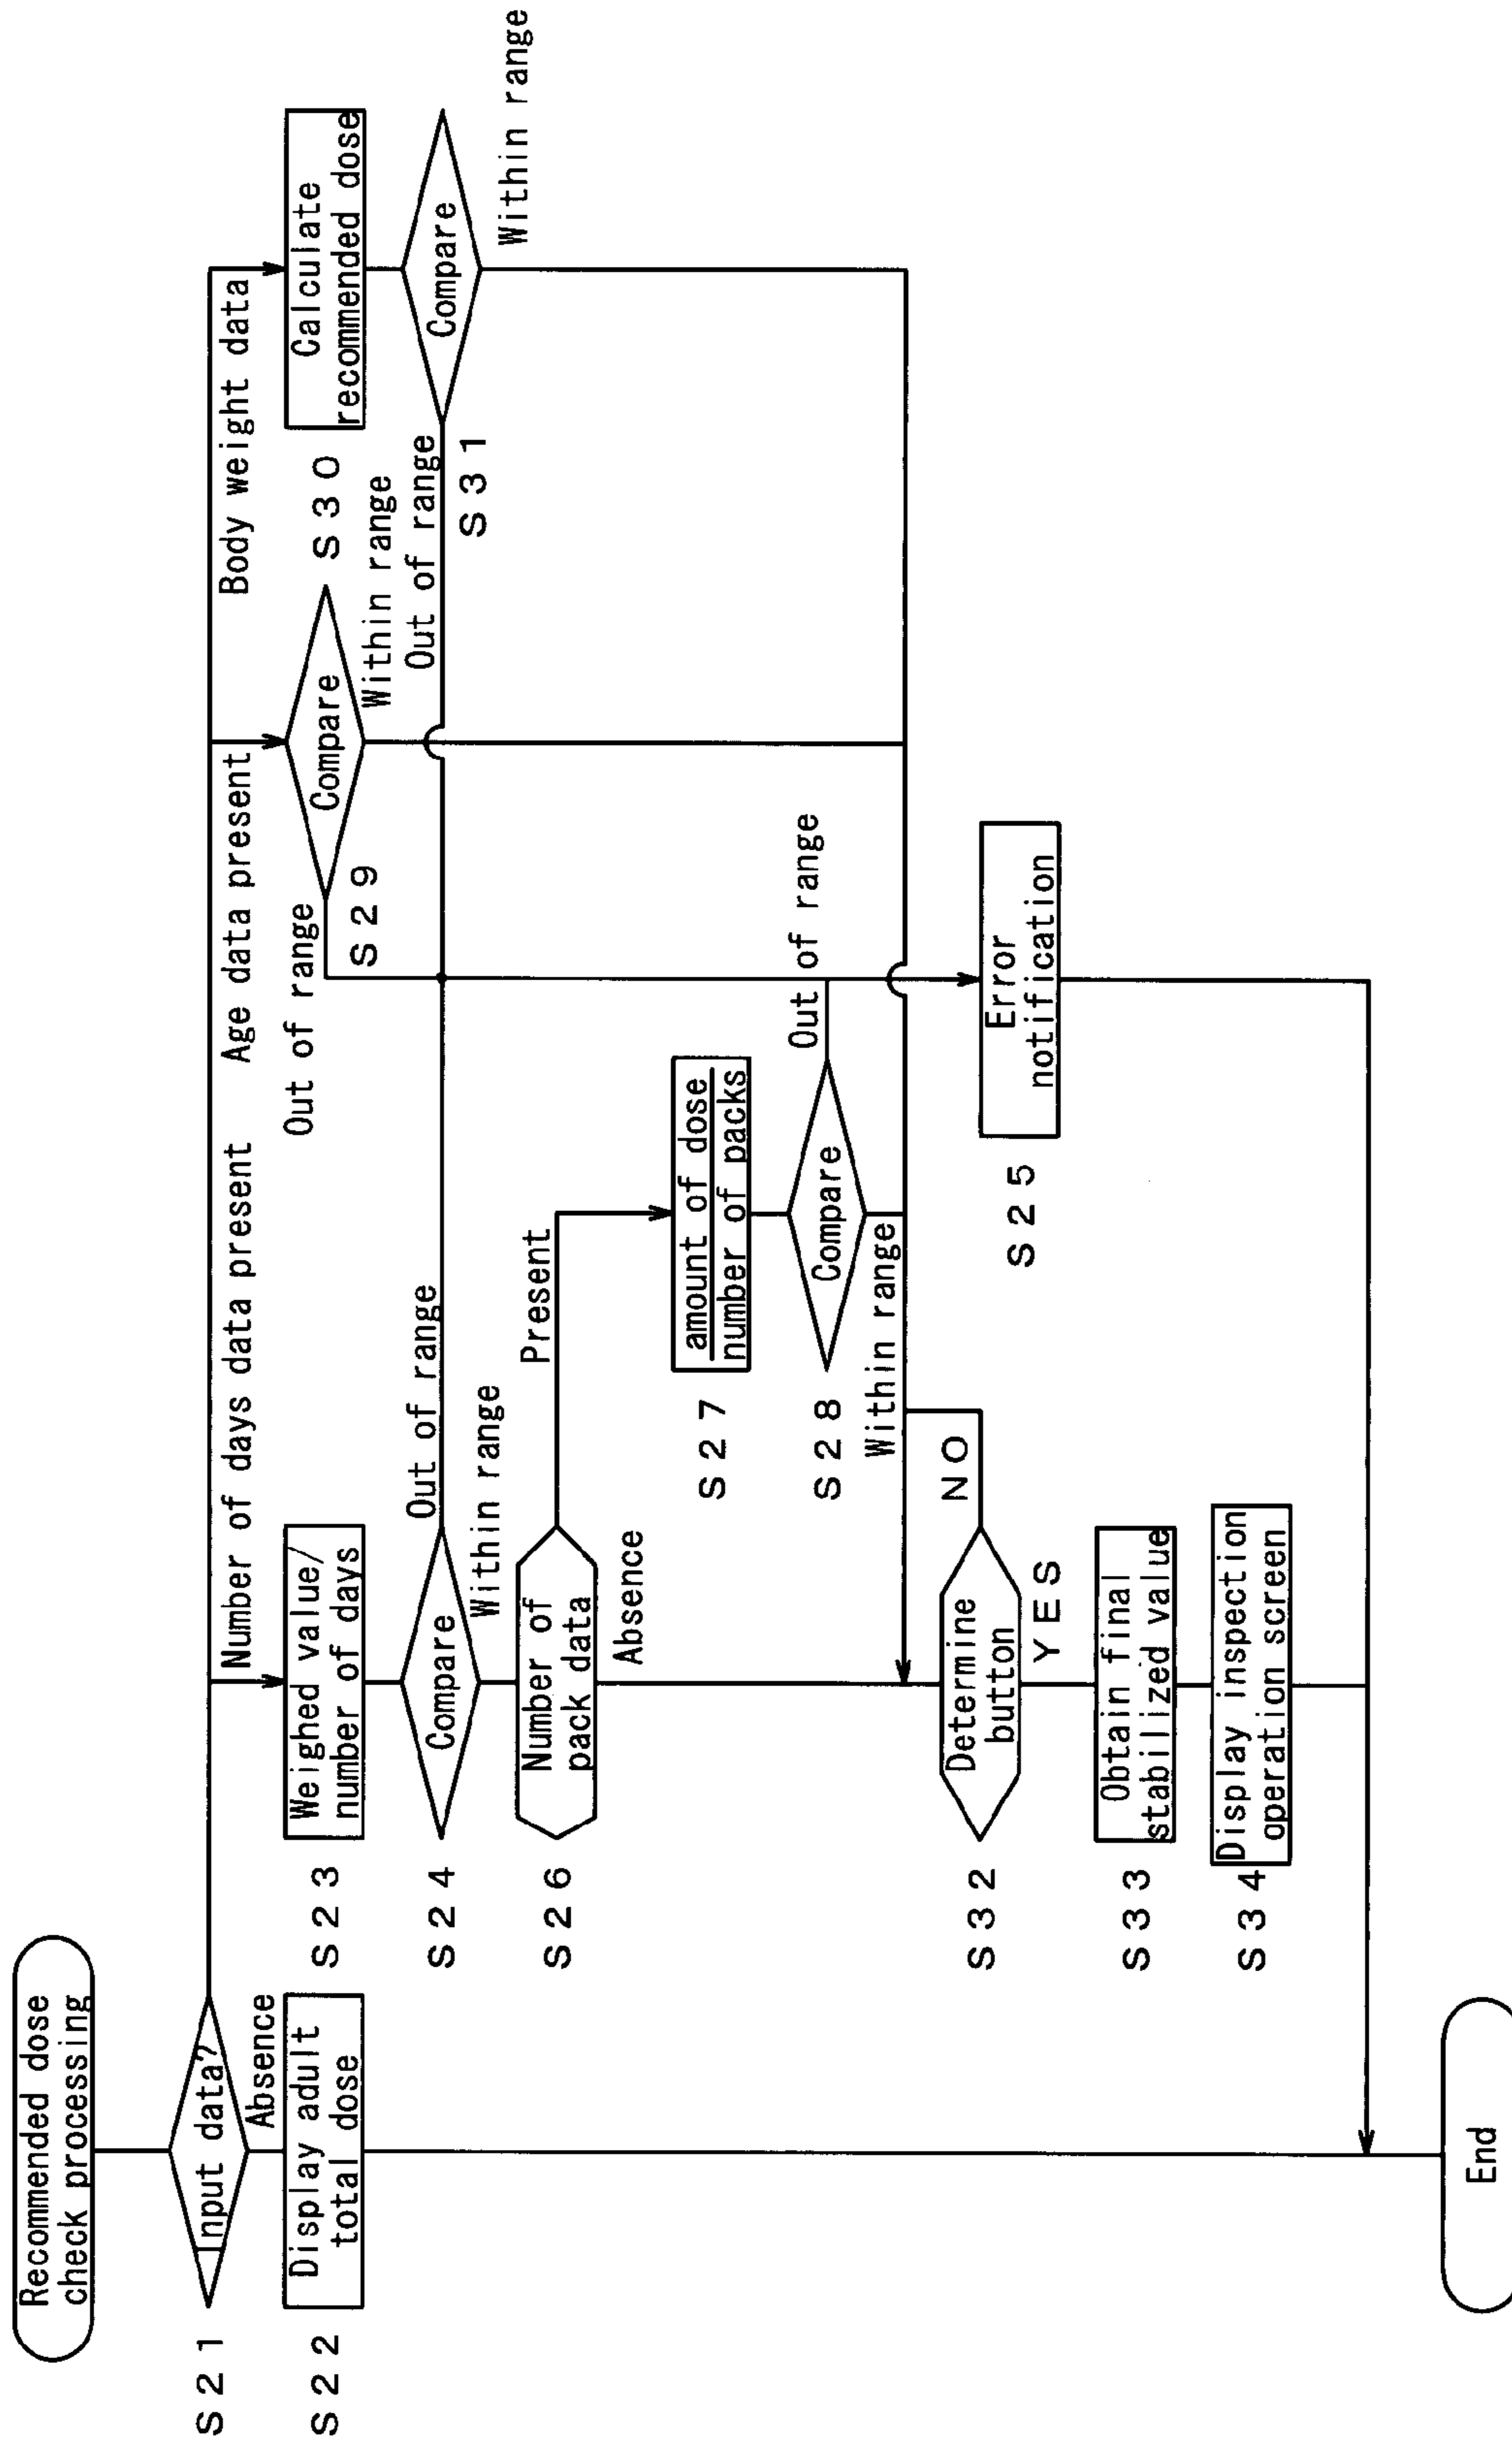 Recommended dose
check processing
S21
Input data?
Absence
S22
Display adult
total dose
Number of days data present
Age data present
Body weight data
S23
Weighed value/
number of days
S24
Compare
Out of range
Within range
S26
Number of
pack data
Present
Absence
S27
amount of dose
number of packs
S28
Compare
Out of range
Within range
Out of range
S29
Compare
Within range
S30
Calculate
recommended dose
Out of range
S31
Compare
Within range
S25
Error
notification
S32
Determine
button
NO
YES
S33
Obtain final
stabilized value
S34
Display inspection
operation screen
End